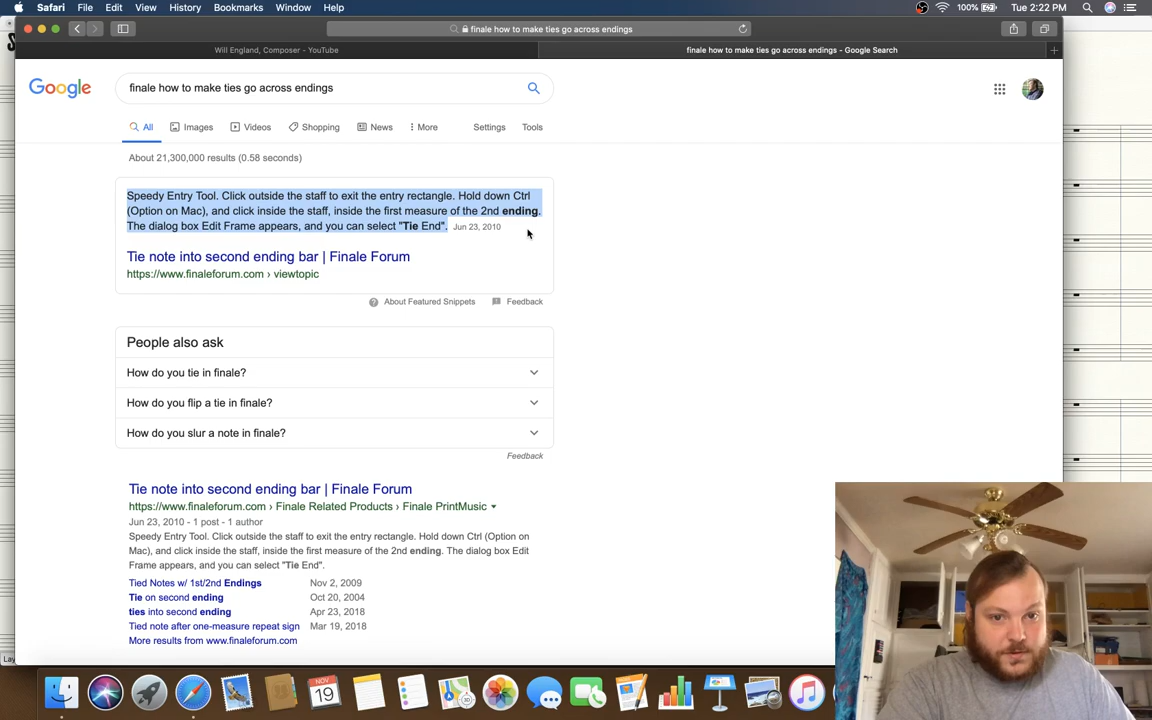 Safari File Edit View History Bookmarks Window Help 100% Tue 2:22 PM
finale how to make ties go across endings
Will England, Composer - YouTube
finale how to make ties go across endings - Google Search
Google
finale how to make ties go across endings
All Images Videos Shopping News More Settings Tools
About 21,300,000 results (0.58 seconds)
Speedy Entry Tool. Click outside the staff to exit the entry rectangle. Hold down Ctrl
(Option on Mac), and click inside the staff, inside the first measure of the 2nd ending.
The dialog box Edit Frame appears, and you can select "Tie End". Jun 23, 2010
Tie note into second ending bar | Finale Forum
https://www.finaleforum.com › viewtopic
About Featured Snippets Feedback
People also ask
How do you tie in finale?
How do you flip a tie in finale?
How do you slur a note in finale?
Feedback
Tie note into second ending bar | Finale Forum
https://www.finaleforum.com › Finale Related Products › Finale PrintMusic
Jun 23, 2010 - 1 post - 1 author
Speedy Entry Tool. Click outside the staff to exit the entry rectangle. Hold down Ctrl (Option on
Mac), and click inside the staff, inside the first measure of the 2nd ending. The dialog box Edit
Frame appears, and you can select "Tie End".
Tied Notes w/ 1st/2nd Endings Nov 2, 2009
Tie on second ending Oct 20, 2004
ties into second ending Apr 23, 2018
Tied note after one-measure repeat sign Mar 19, 2018
More results from www.finaleforum.com
NOV
19